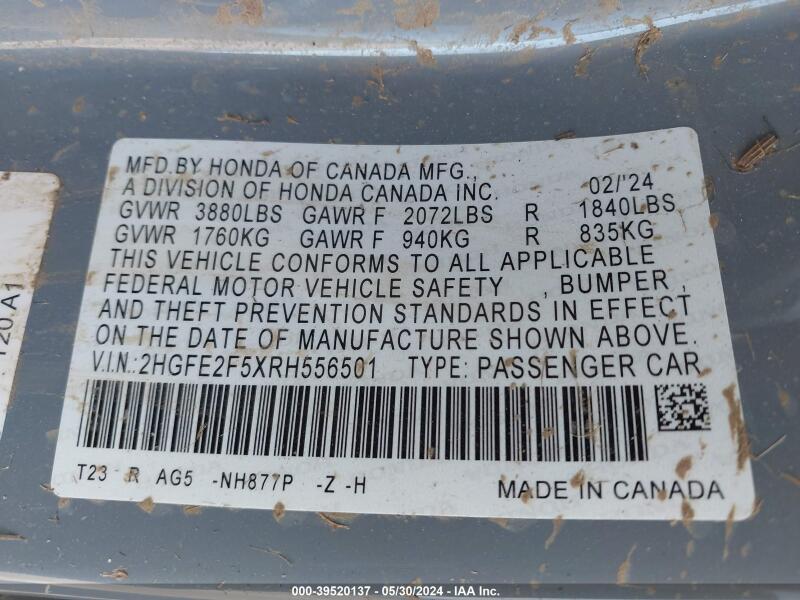 MFD.BY HONDA OF CANADA MFG.,
A DIVISION OF HONDA CANADA INC. 02/'24
GVWR 3880LBS GAWR F 2072LBS R 1840LBS
GVWR 1760KG GAWR F 940KG R 835KG
THIS VEHICLE CONFORMS TO ALL APPLICABLE
FEDERAL MOTOR VEHICLE SAFETY , BUMPER ,
AND THEFT PREVENTION STANDARDS IN EFFECT
ON THE DATE OF MANUFACTURE SHOWN ABOVE.
V.I.N.:2HGFE2F5XRH556501 TYPE: PASSENGER CAR
T23 R AG5 -NH877P -Z -H MADE IN CANADA
120.A1
000-39520137 - 05/30/2024 - IAA Inc.